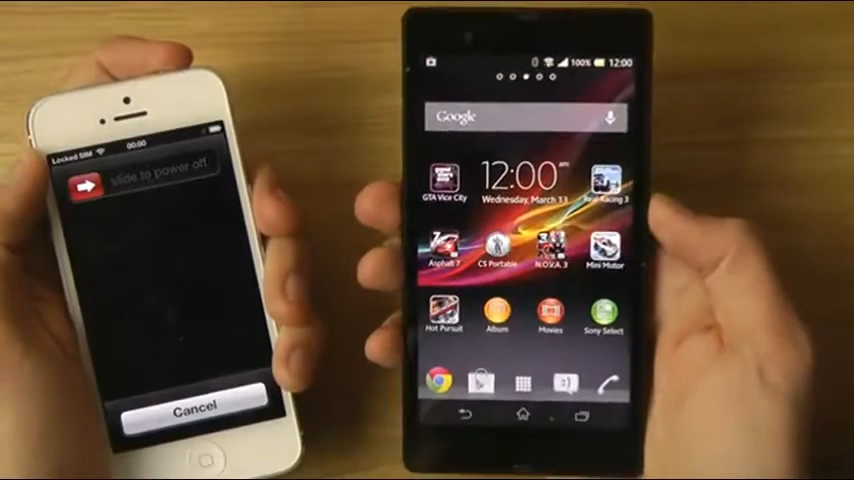 Locked SIM
00:00
slide to power off
Cancel
100%
12:00
Google
12:00 am
Wednesday, March 13
GTA Vice City
Real Racing 3
Asphalt 7
CS Portable
N.O.V.A. 3
Mini Motor
Hot Pursuit
Album
Movies
Sony Select